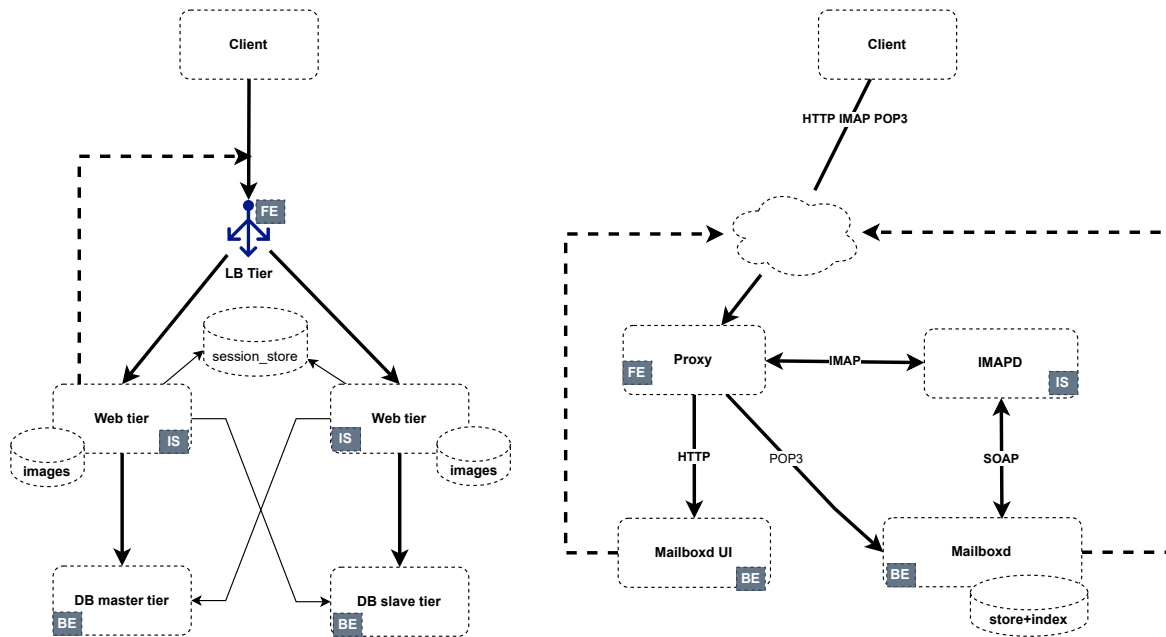 Client
FE
LB Tier
session_store
Web tier
IS
images
Web tier
IS
images
DB master tier
BE
DB slave tier
BE
Client
HTTP IMAP POP3
Proxy
FE
IMAP
IMAPD
IS
HTTP
POP3
SOAP
Mailboxd UI
BE
Mailboxd
BE
store+index